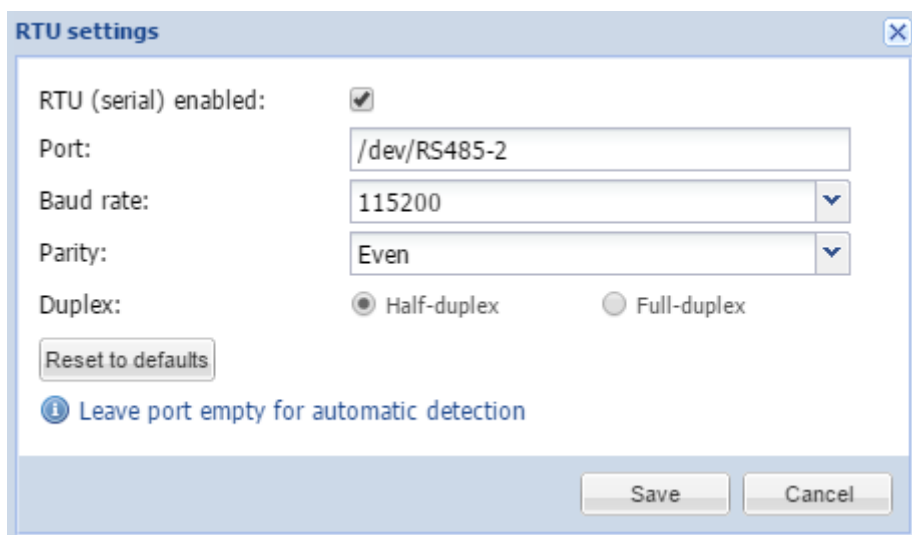 RTU settings
RTU (serial) enabled:
Port: /dev/RS485-2
Baud rate: 115200
Parity: Even
Duplex: Half-duplex Full-duplex
Reset to defaults
Leave port empty for automatic detection
Save Cancel